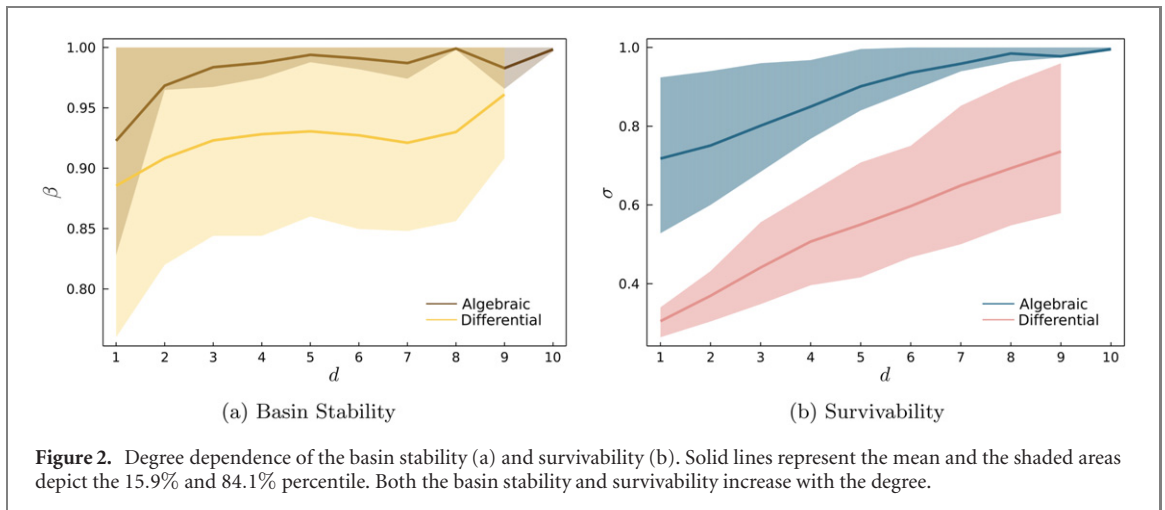 1.00
0.95
0.90
0.85
0.80
β
1 2 3 4 5 6 7 8 9 10
d
Algebraic
Differential
(a) Basin Stability
1.0
0.8
0.6
0.4
σ
1 2 3 4 5 6 7 8 9 10
d
Algebraic
Differential
(b) Survivability
Figure 2. Degree dependence of the basin stability (a) and survivability (b). Solid lines represent the mean and the shaded areas
depict the 15.9% and 84.1% percentile. Both the basin stability and survivability increase with the degree.